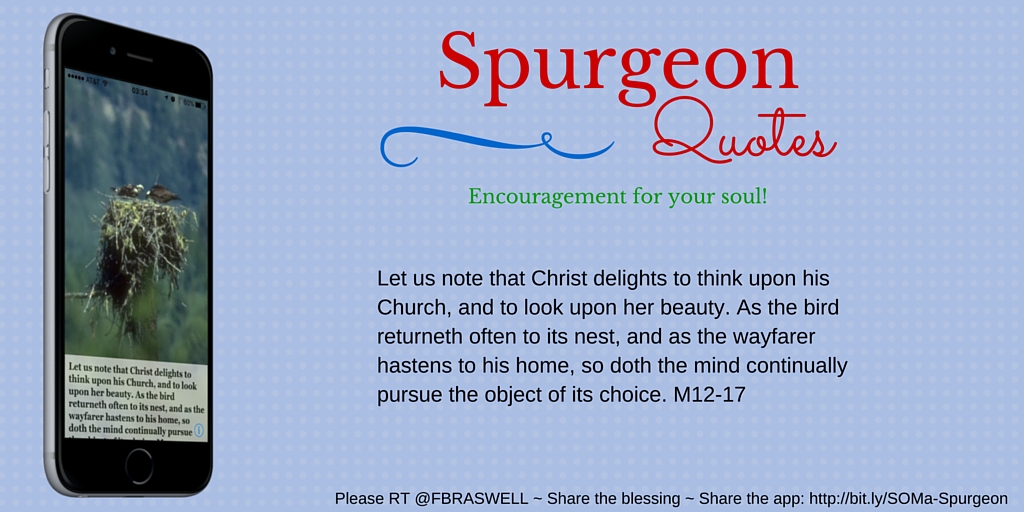 Spurgeon
Quotes
Encouragement for your soul!
Let us note that Christ delights to think upon his
Church, and to look upon her beauty. As the bird
returneth often to its nest, and as the wayfarer
hastens to his home, so doth the mind continually
pursue the object of its choice. M12-17
AT&T
03:34
60%
Let us note that Christ delights to
think upon his Church, and to look
upon her beauty. As the bird
returneth often to its nest, and as the
wayfarer hastens to his home, so
doth the mind continually pursue
Please RT @FBRASWELL ~ Share the blessing ~ Share the app: http://bit.ly/SOMa-Spurgeon